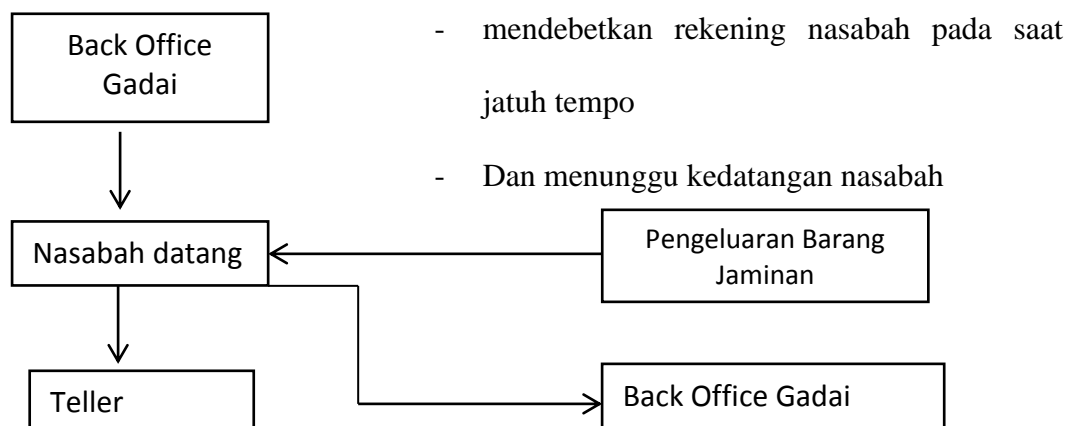 Back Office
Gadai
- mendebetkan rekening nasabah pada saat
jatuh tempo
- Dan menunggu kedatangan nasabah
Nasabah datang
Pengeluaran Barang
Jaminan
Teller
Back Office Gadai